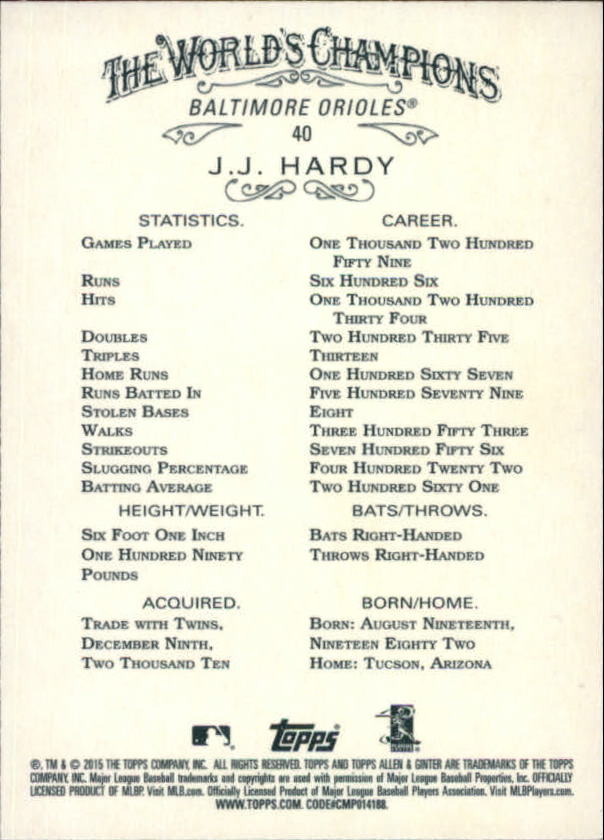 THE WORLD'S CHAMPIONS
BALTIMORE ORIOLES®
40
J.J. HARDY
STATISTICS. CAREER.
GAMES PLAYED ONE THOUSAND TWO HUNDRED
FIFTY NINE
RUNS SIX HUNDRED SIX
HITS ONE THOUSAND TWO HUNDRED
THIRTY FOUR
DOUBLES TWO HUNDRED THIRTY FIVE
TRIPLES THIRTEEN
HOME RUNS ONE HUNDRED SIXTY SEVEN
RUNS BATTED IN FIVE HUNDRED SEVENTY NINE
STOLEN BASES EIGHT
WALKS THREE HUNDRED FIFTY THREE
STRIKEOUTS SEVEN HUNDRED FIFTY SIX
SLUGGING PERCENTAGE FOUR HUNDRED TWENTY TWO
BATTING AVERAGE TWO HUNDRED SIXTY ONE
HEIGHT/WEIGHT. BATS/THROWS.
SIX FOOT ONE INCH BATS RIGHT-HANDED
ONE HUNDRED NINETY THROWS RIGHT-HANDED
POUNDS
ACQUIRED. BORN/HOME.
TRADE WITH TWINS, BORN: AUGUST NINETEENTH,
DECEMBER NINTH, NINETEEN EIGHTY TWO
TWO THOUSAND TEN HOME: TUCSON, ARIZONA
Topps
®, TM & © 2015 THE TOPPS COMPANY, INC. ALL RIGHTS RESERVED. TOPPS AND TOPPS ALLEN & GINTER ARE TRADEMARKS OF THE TOPPS
COMPANY, INC. Major League Baseball trademarks and copyrights are used with permission of Major League Baseball Properties, Inc. OFFICIALLY
LICENSED PRODUCT OF MLBP. Visit MLB.com. Officially Licensed Product of Major League Baseball Players Association. Visit MLBPlayers.com.
WWW.TOPPS.COM. CODE#CMP014188.